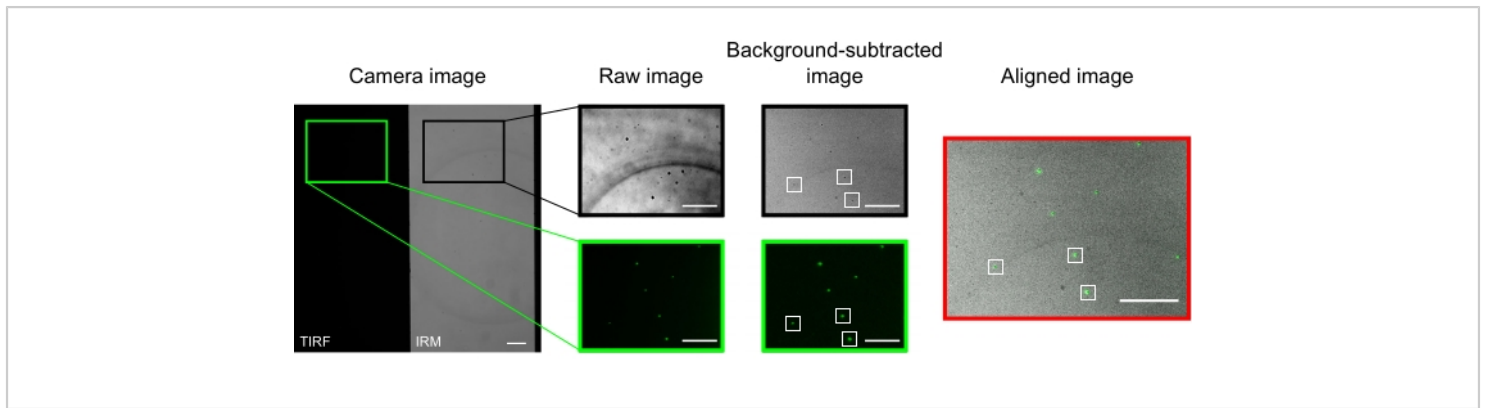 Camera image
Raw image
Background-subtracted
image
Aligned image
TIRF
IRM